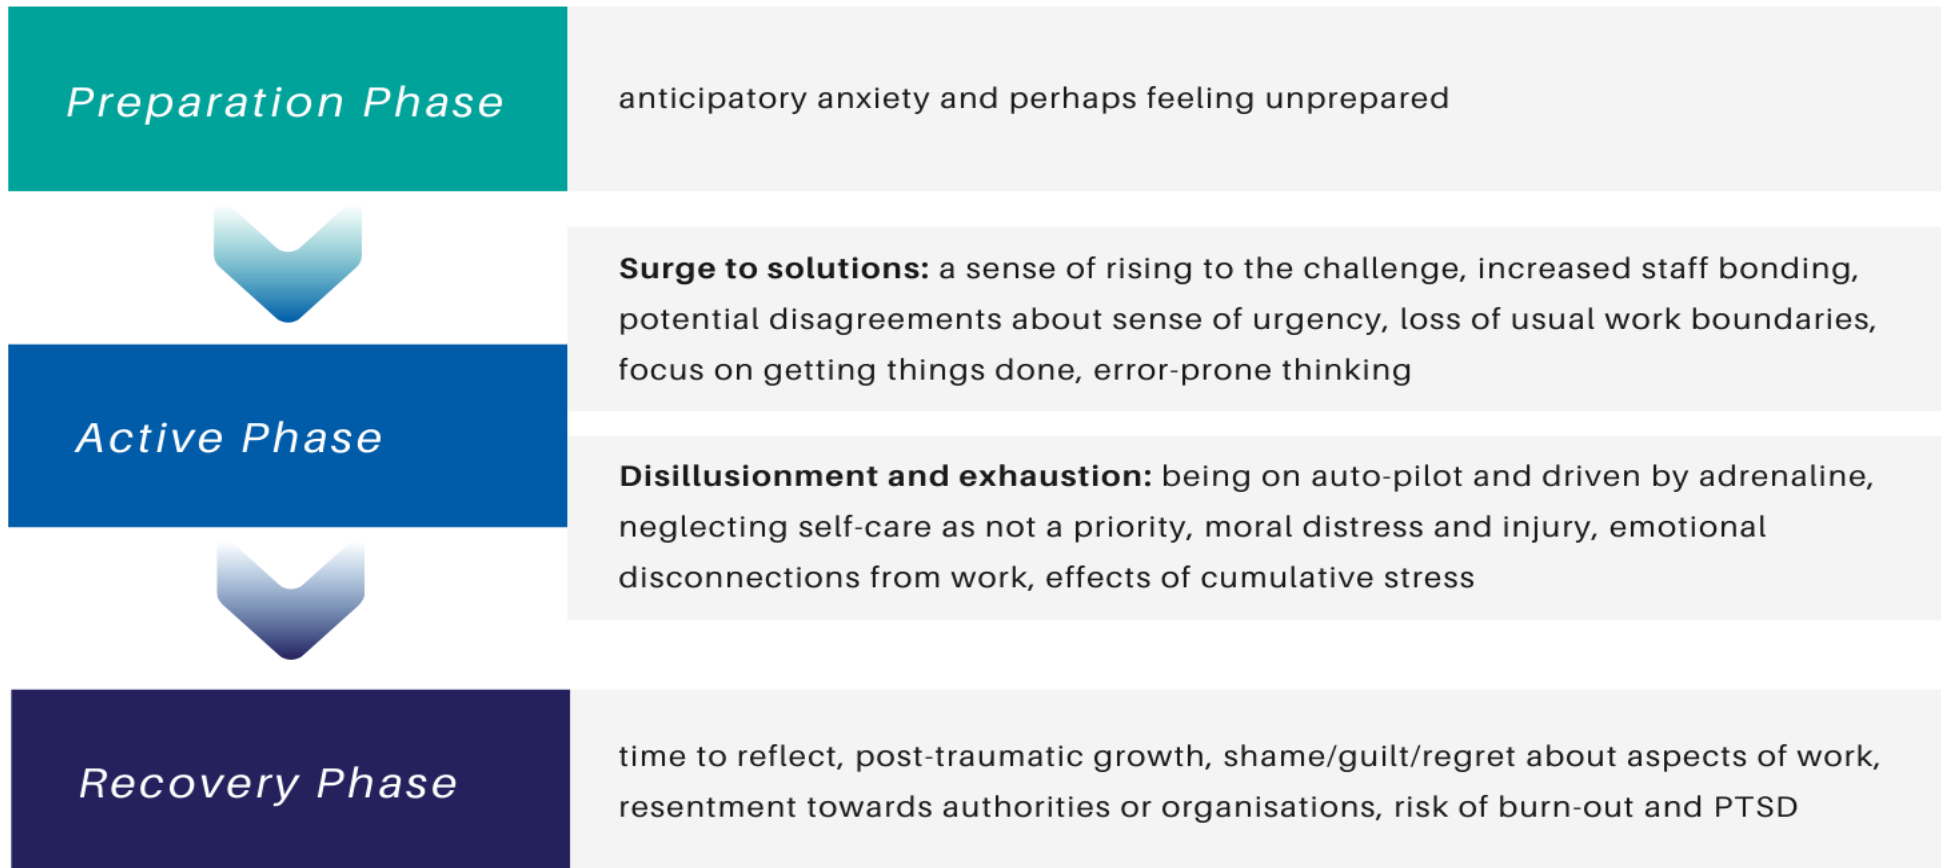 Preparation Phase
anticipatory anxiety and perhaps feeling unprepared
Surge to solutions: a sense of rising to the challenge, increased staff bonding,
potential disagreements about sense of urgency, loss of usual work boundaries,
focus on getting things done, error-prone thinking
Active Phase
Disillusionment and exhaustion: being on auto-pilot and driven by adrenaline,
neglecting self-care as not a priority, moral distress and injury, emotional
disconnections from work, effects of cumulative stress
Recovery Phase
time to reflect, post-traumatic growth, shame/guilt/regret about aspects of work,
resentment towards authorities or organisations, risk of burn-out and PTSD